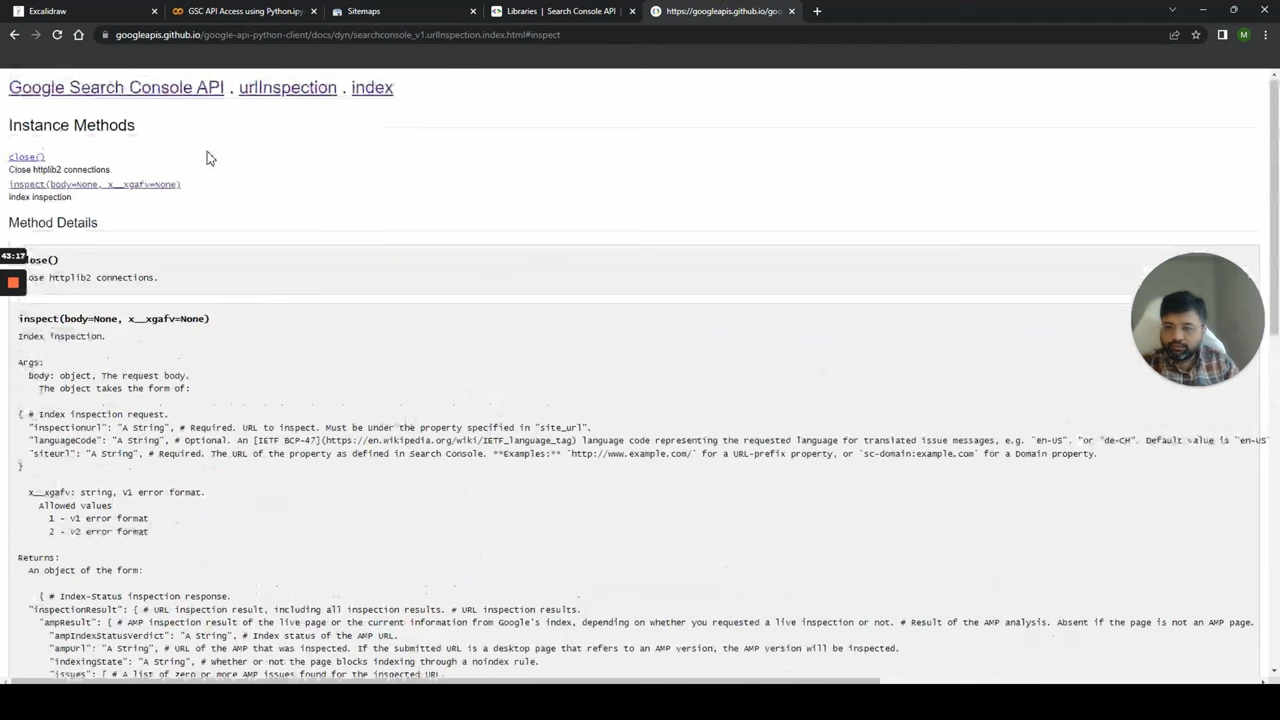 Excalidraw
GSC API Access using Python.ipy
Sitemaps
Libraries | Search Console API
https://googleapis.github.io/goo
googleapis.github.io/google-api-python-client/docs/dyn/searchconsole_v1.urlInspection.index.html#inspect
M
Google Search Console API . urlInspection . index
Instance Methods
close()
Close httplib2 connections.
inspect(body=None, x__xgafv=None)
Index inspection.
Method Details
43:17
lose()
ose httplib2 connections.
inspect(body=None, x__xgafv=None)
Index inspection.
Args:
body: object, The request body.
The object takes the form of:
{ # Index inspection request.
"inspectionUrl": "A String", # Required. URL to inspect. Must be under the property specified in "site_url".
"languageCode": "A String", # Optional. An [IETF BCP-47](https://en.wikipedia.org/wiki/IETF_language_tag) language code representing the requested language for translated issue messages, e.g. "en-US", "or "de-CH". Default value is "en-US"
"siteUrl": "A String", # Required. The URL of the property as defined in Search Console. **Examples:** `http://www.example.com/` for a URL-prefix property, or `sc-domain:example.com` for a Domain property.
}
x__xgafv: string, V1 error format.
Allowed values
1 - v1 error format
2 - v2 error format
Returns:
An object of the form:
{ # Index-Status inspection response.
"inspectionResult": { # URL inspection result, including all inspection results. # URL inspection results.
"ampResult": { # AMP inspection result of the live page or the current information from Google's index, depending on whether you requested a live inspection or not. # Result of the AMP analysis. Absent if the page is not an AMP page.
"ampIndexStatusVerdict": "A String", # Index status of the AMP URL.
"ampUrl": "A String", # URL of the AMP that was inspected. If the submitted URL is a desktop page that refers to an AMP version, the AMP version will be inspected.
"indexingState": "A String", # Whether or not the page blocks indexing through a noindex rule.
"issues": [ # A list of zero or more AMP issues found for the inspected URL.